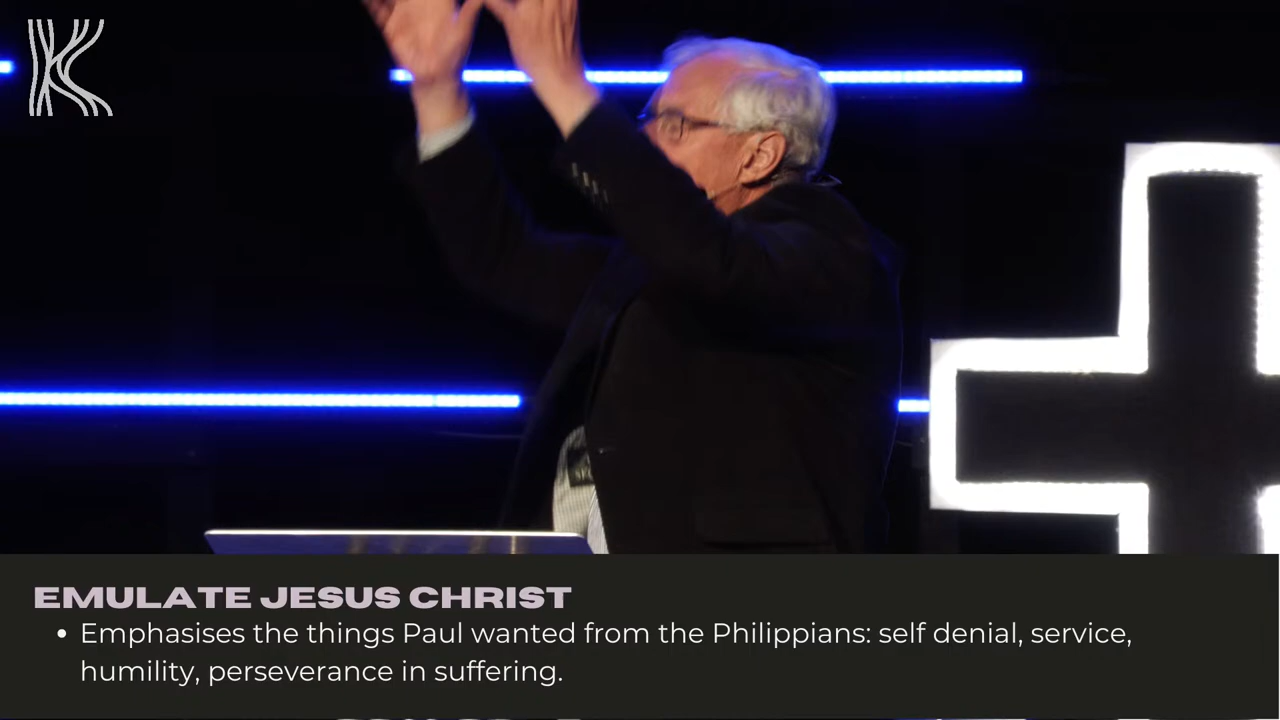 EMULATE JESUS CHRIST
• Emphasises the things Paul wanted from the Philippians: self denial, service,
humility, perseverance in suffering.